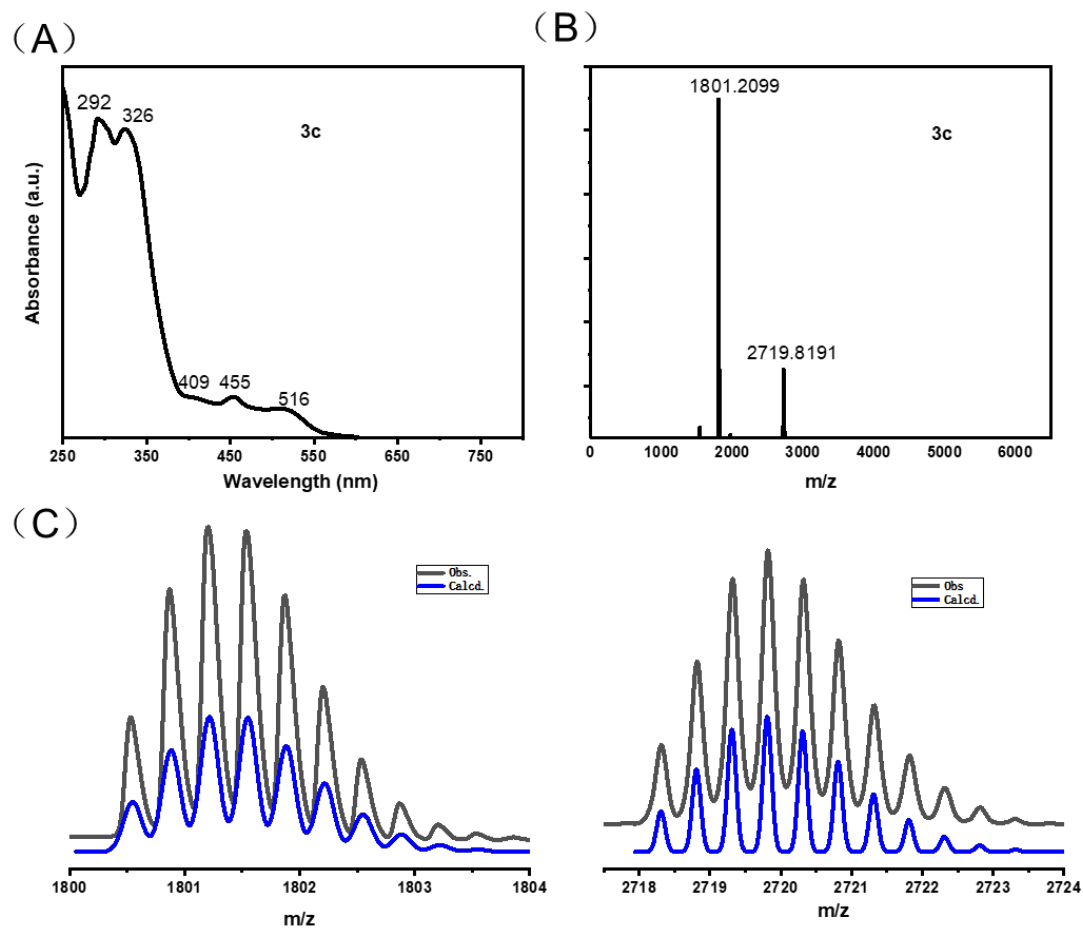 (A)
292
326
3c
409
455
516
Absorbance (a.u.)
250
350
450
550
650
750
Wavelength (nm)
(B)
1801.2099
3c
2719.8191
0
1000
2000
3000
4000
5000
6000
m/z
(C)
Obs.
Calcd.
1800
1801
1802
1803
1804
m/z
Obs
Calcd.
2718
2719
2720
2721
2722
2723
2724
m/z